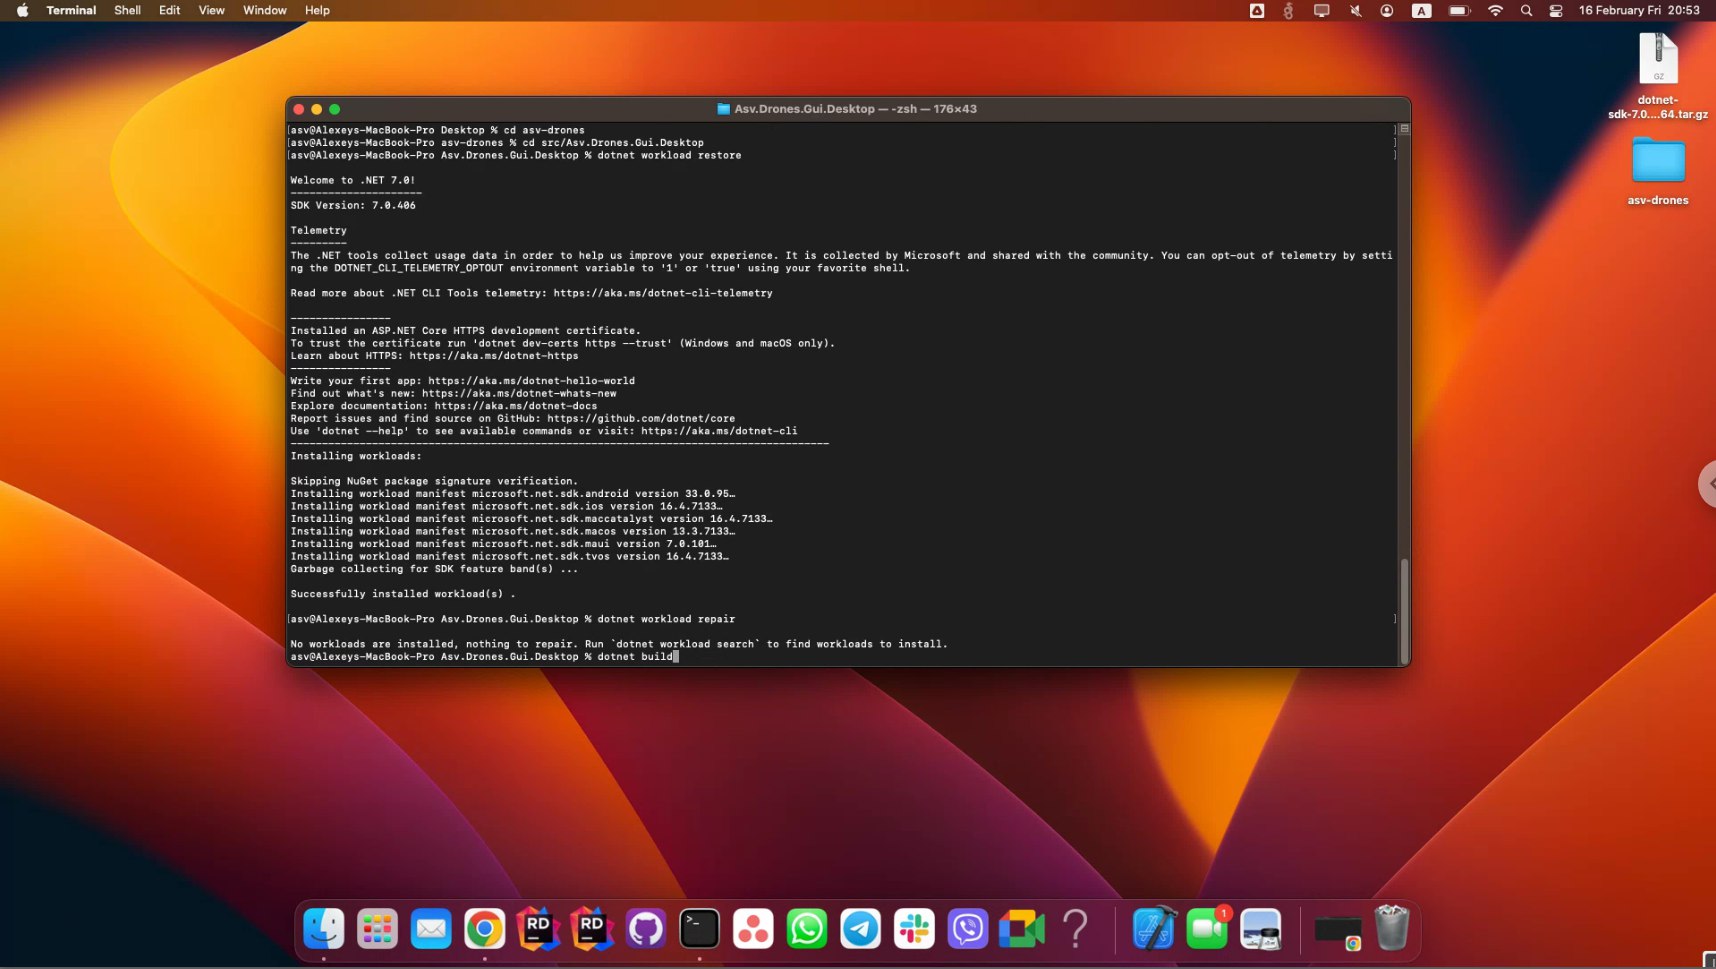 Terminal Shell Edit View Window Help A 16 February Fri 20:53
GZ
dotnet-
sdk-7.0....64.tar.gz
asv-drones
Asv.Drones.Gui.Desktop — -zsh — 176×43
[asv@Alexeys-MacBook-Pro Desktop % cd asv-drones ]
[asv@Alexeys-MacBook-Pro asv-drones % cd src/Asv.Drones.Gui.Desktop ]
[asv@Alexeys-MacBook-Pro Asv.Drones.Gui.Desktop % dotnet workload restore ]
Welcome to .NET 7.0!
---------------------
SDK Version: 7.0.406
Telemetry
---------
The .NET tools collect usage data in order to help us improve your experience. It is collected by Microsoft and shared with the community. You can opt-out of telemetry by setti
ng the DOTNET_CLI_TELEMETRY_OPTOUT environment variable to '1' or 'true' using your favorite shell.
Read more about .NET CLI Tools telemetry: https://aka.ms/dotnet-cli-telemetry
----------------
Installed an ASP.NET Core HTTPS development certificate.
To trust the certificate run 'dotnet dev-certs https --trust' (Windows and macOS only).
Learn about HTTPS: https://aka.ms/dotnet-https
----------------
Write your first app: https://aka.ms/dotnet-hello-world
Find out what's new: https://aka.ms/dotnet-whats-new
Explore documentation: https://aka.ms/dotnet-docs
Report issues and find source on GitHub: https://github.com/dotnet/core
Use 'dotnet --help' to see available commands or visit: https://aka.ms/dotnet-cli
--------------------------------------------------------------------------------------
Installing workloads:
Skipping NuGet package signature verification.
Installing workload manifest microsoft.net.sdk.android version 33.0.95…
Installing workload manifest microsoft.net.sdk.ios version 16.4.7133…
Installing workload manifest microsoft.net.sdk.maccatalyst version 16.4.7133…
Installing workload manifest microsoft.net.sdk.macos version 13.3.7133…
Installing workload manifest microsoft.net.sdk.maui version 7.0.101…
Installing workload manifest microsoft.net.sdk.tvos version 16.4.7133…
Garbage collecting for SDK feature band(s) ...
Successfully installed workload(s) .
[asv@Alexeys-MacBook-Pro Asv.Drones.Gui.Desktop % dotnet workload repair ]
No workloads are installed, nothing to repair. Run `dotnet workload search` to find workloads to install.
asv@Alexeys-MacBook-Pro Asv.Drones.Gui.Desktop % dotnet build
RD
RD
>_
?
1